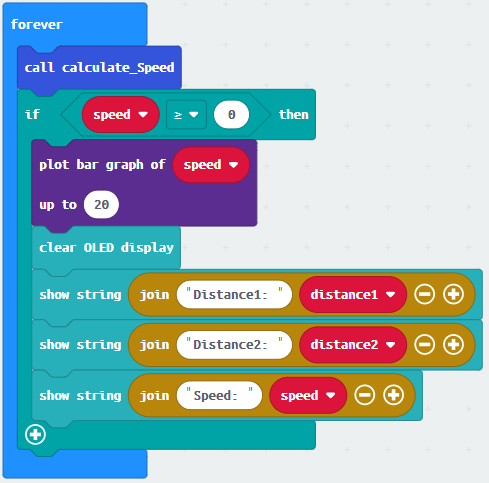 forever
call calculate_Speed
if speed ≥ 0 then
plot bar graph of speed
up to 20
clear OLED display
show string join "Distance1: " distance1
show string join "Distance2: " distance2
show string join "Speed: " speed